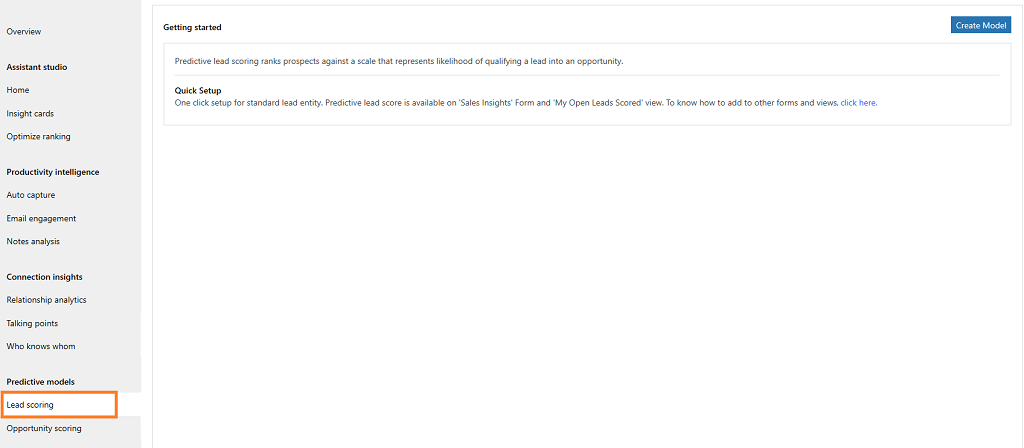 Overview
Assistant studio
Home
Insight cards
Optimize ranking
Productivity intelligence
Auto capture
Email engagement
Notes analysis
Connection insights
Relationship analytics
Talking points
Who knows whom
Predictive models
Lead scoring
Opportunity scoring
Getting started
Create Model
Predictive lead scoring ranks prospects against a scale that represents likelihood of qualifying a lead into an opportunity.
Quick Setup
One click setup for standard lead entity. Predictive lead score is available on 'Sales Insights' Form and 'My Open Leads Scored' view. To know how to add to other forms and views, click here.